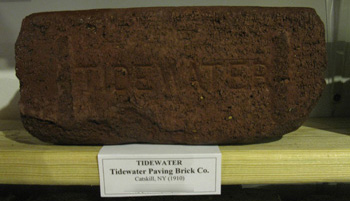 TIDEWATER
TIDEWATER
Tidewater Paving Brick Co.
Catskill, NY (1910)